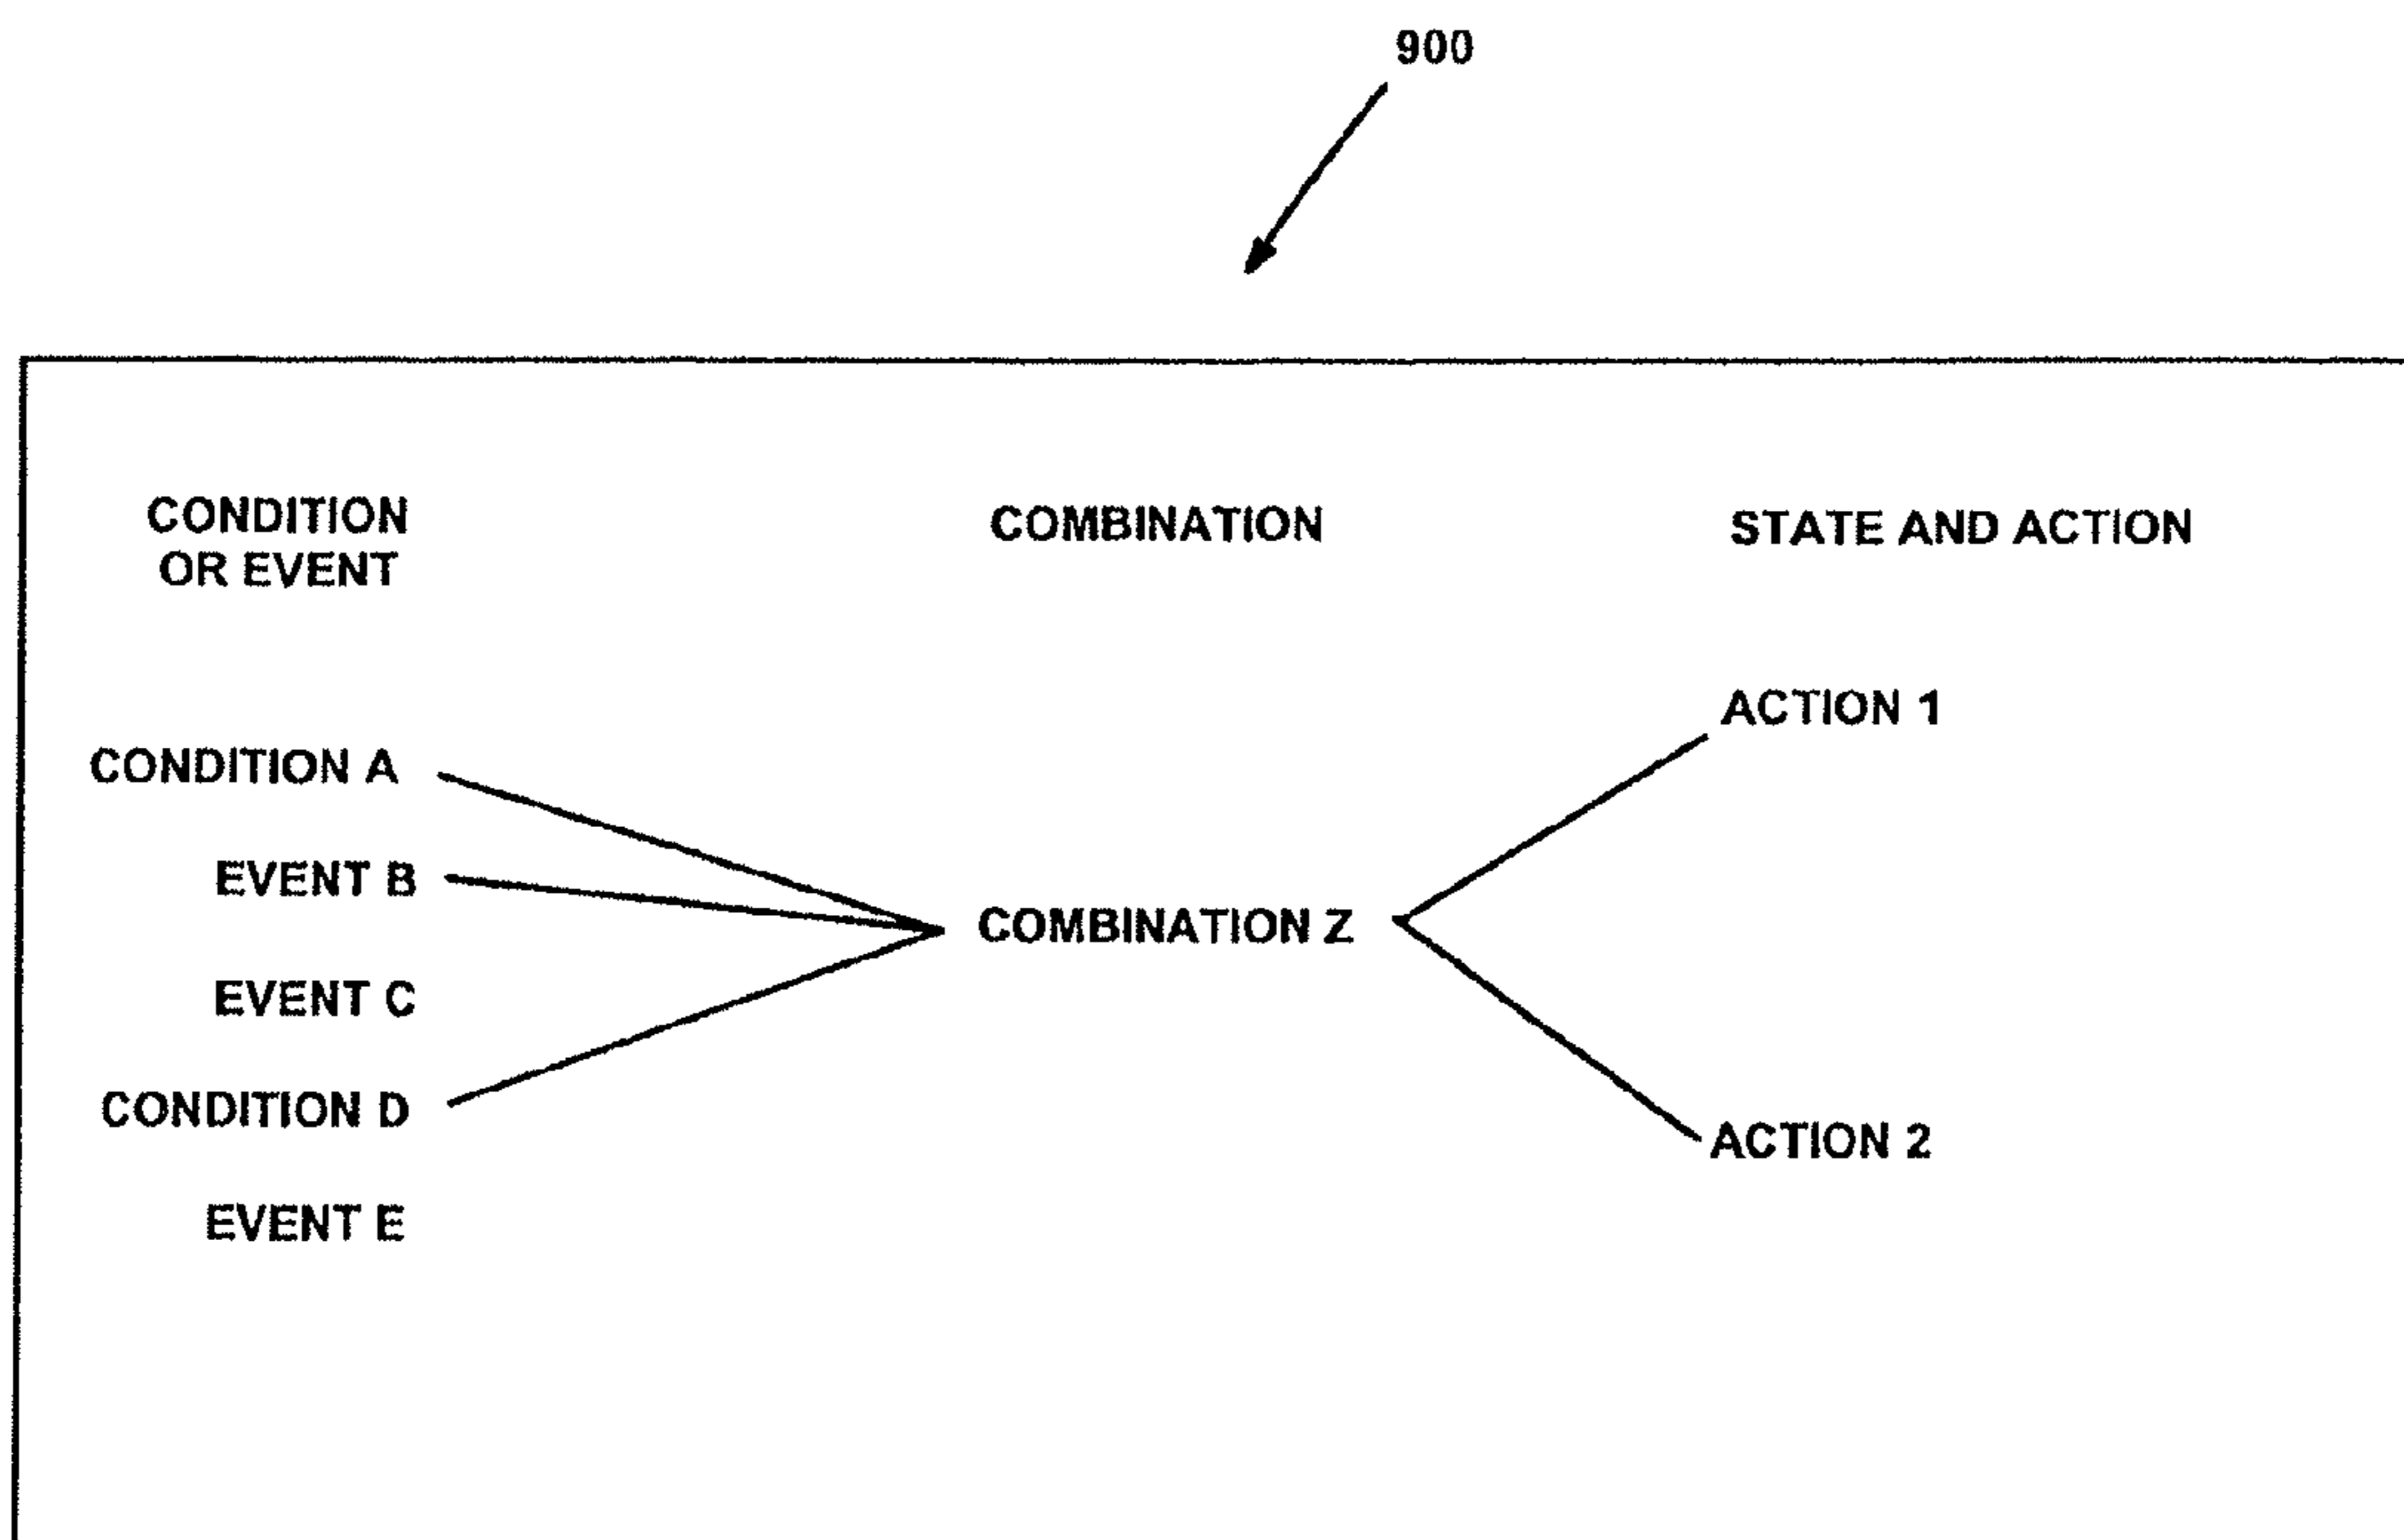 900
CONDITION
OR EVENT
COMBINATION
STATE AND ACTION
CONDITION A
EVENT B
EVENT C
CONDITION D
EVENT E
COMBINATION Z
ACTION 1
ACTION 2